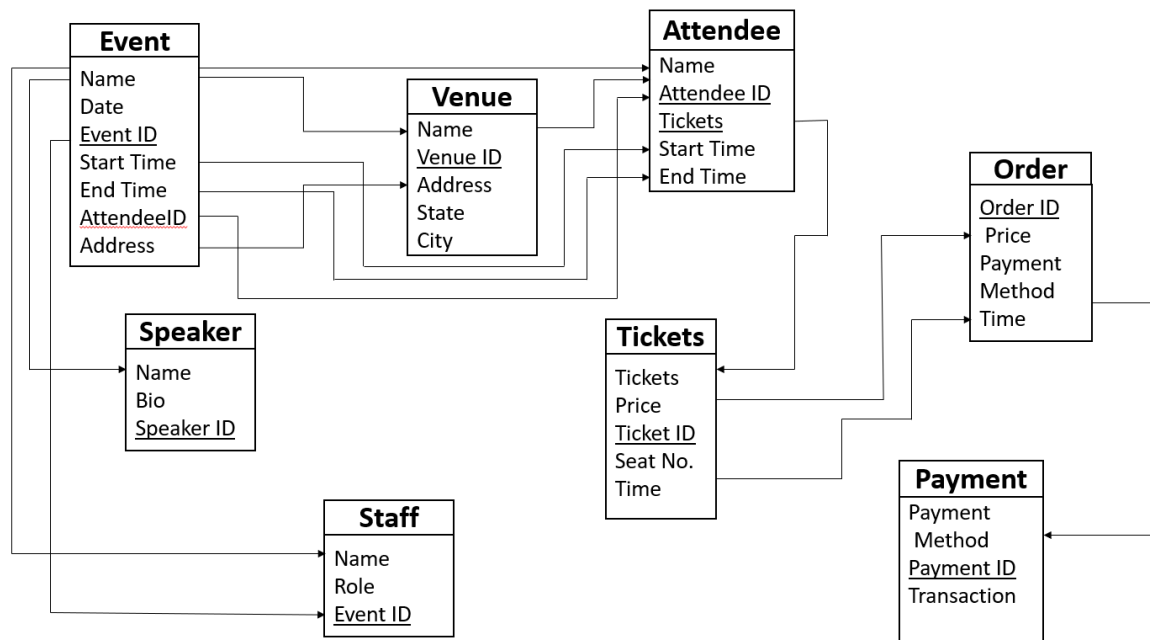 Event
Name
Date
Event ID
Start Time
End Time
AttendeeID
Address
Venue
Name
Venue ID
Address
State
City
Attendee
Name
Attendee ID
Tickets
Start Time
End Time
Order
Order ID
Price
Payment
Method
Time
Speaker
Name
Bio
Speaker ID
Tickets
Tickets
Price
Ticket ID
Seat No.
Time
Staff
Name
Role
Event ID
Payment
Payment
Method
Payment ID
Transaction